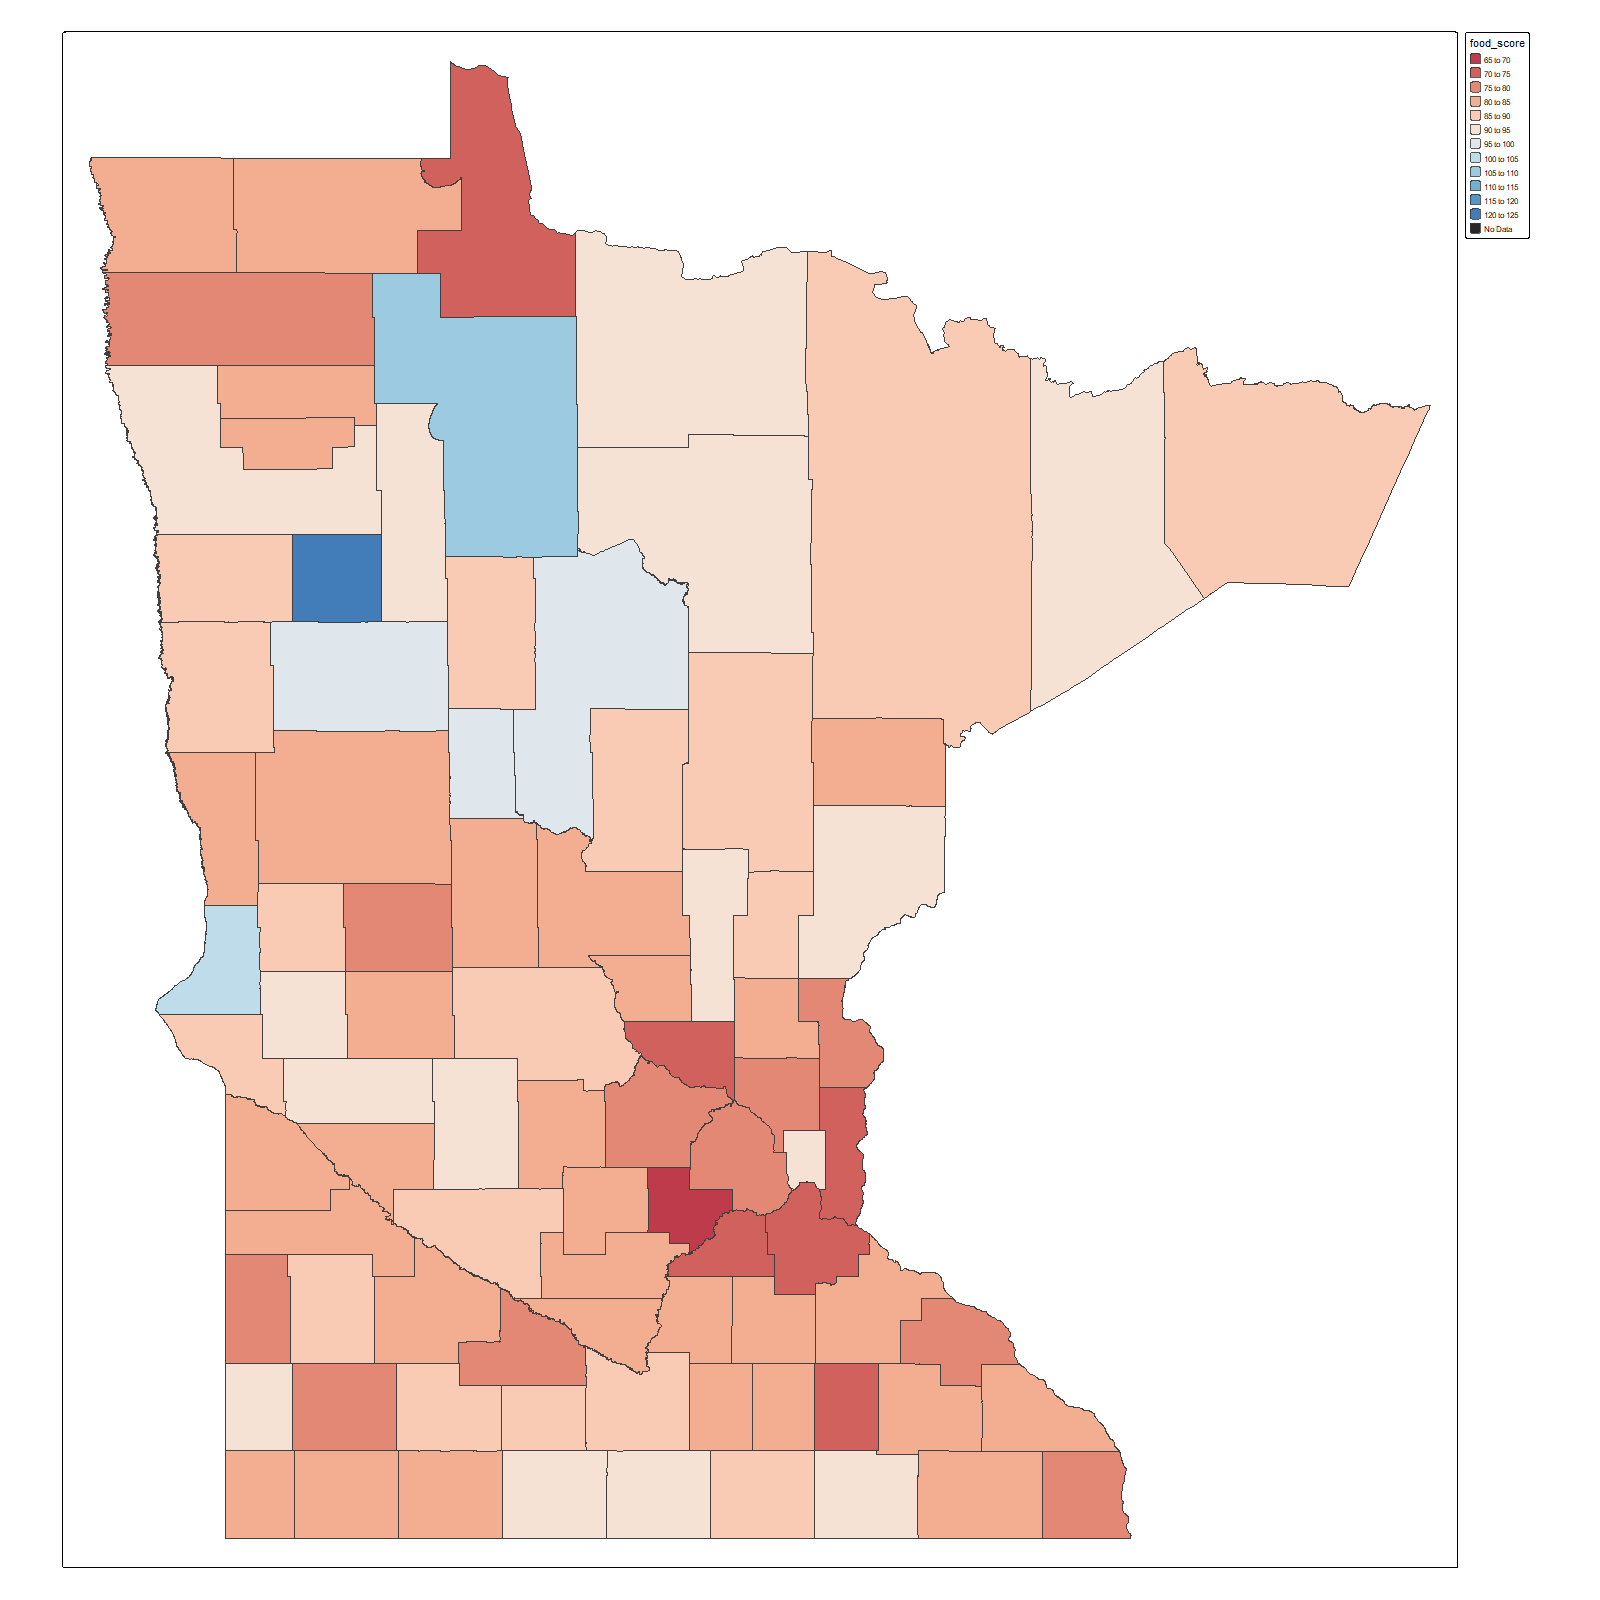 food_score
65 to 70
70 to 75
75 to 80
80 to 85
85 to 90
90 to 95
95 to 100
100 to 105
105 to 110
110 to 115
115 to 120
120 to 125
No Data